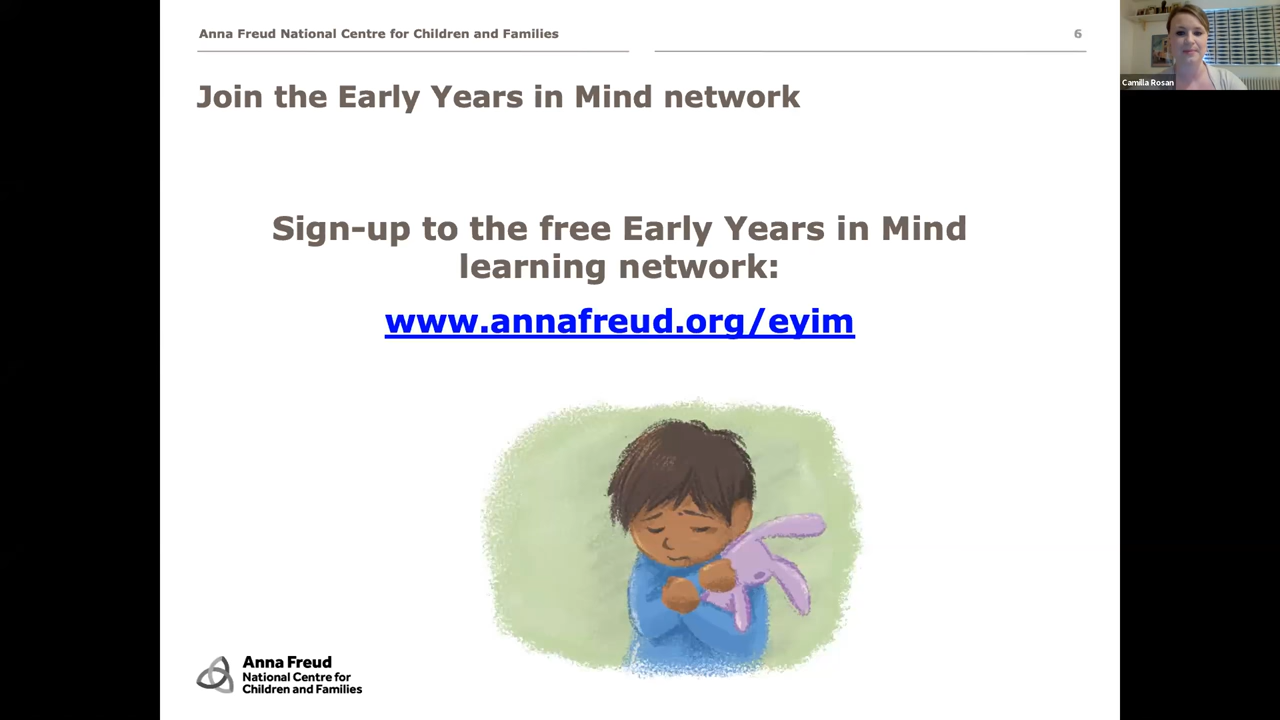 Anna Freud National Centre for Children and Families
6
Camilla Rosan
Join the Early Years in Mind network
Sign-up to the free Early Years in Mind
learning network:
www.annafreud.org/eyim
Anna Freud
National Centre for
Children and Families